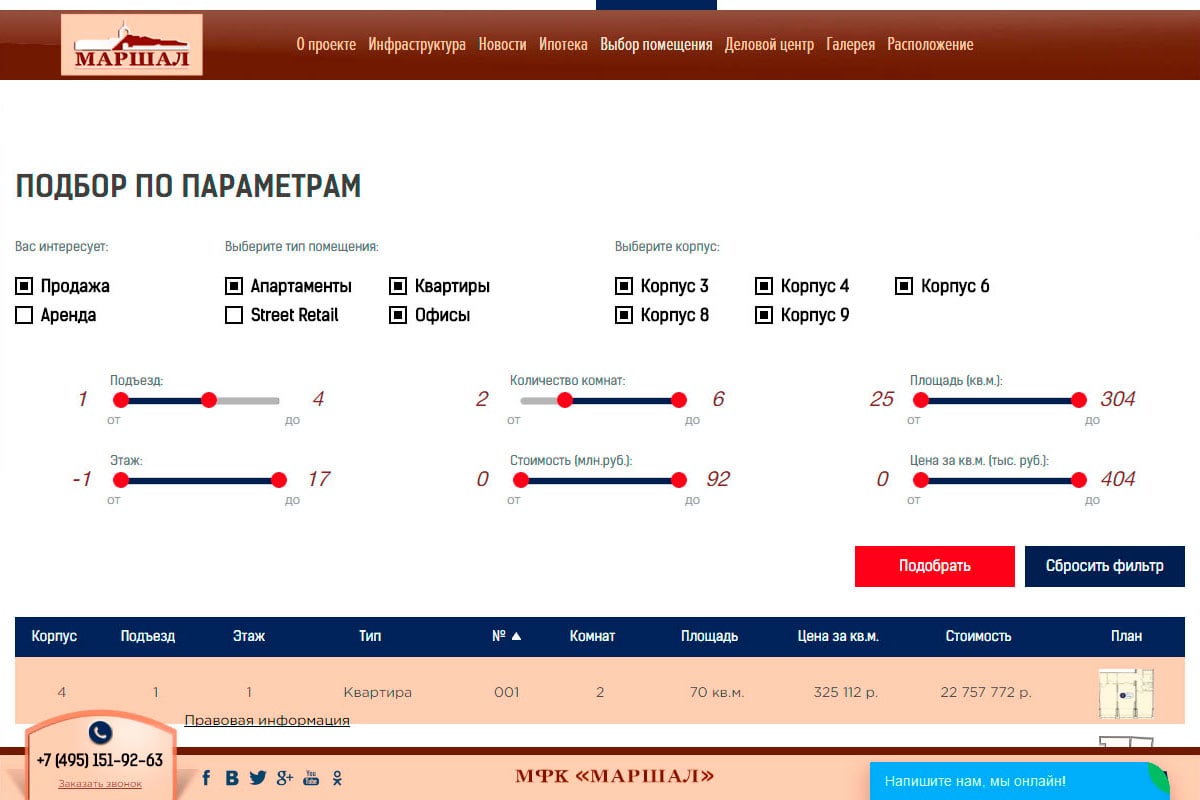 МАРШАЛ
О проекте Инфраструктура Новости Ипотека Выбор помещения Деловой центр Галерея Расположение
ПОДБОР ПО ПАРАМЕТРАМ
Вас интересует: Выберите тип помещения: Выберите корпус:
Продажа Апартаменты Квартиры Корпус 3 Корпус 4 Корпус 6
Аренда Street Retail Офисы Корпус 8 Корпус 9
Подъезд: Количество комнат: Площадь (кв.м.):
1 4 2 6 25 304
от до от до от до
Этаж: Стоимость (млн.руб.): Цена за кв.м. (тыс. руб.):
-1 17 0 92 0 404
от до от до от до
Подобрать Сбросить фильтр
Корпус Подъезд Этаж Тип № Комнат Площадь Цена за кв.м. Стоимость План
4 1 1 Квартира 001 2 70 кв.м. 325 112 р. 22 757 772 р.
Правовая информация
+7 (495) 151-92-63
Заказать звонок
МФК «МАРШАЛ»
Напишите нам, мы онлайн!